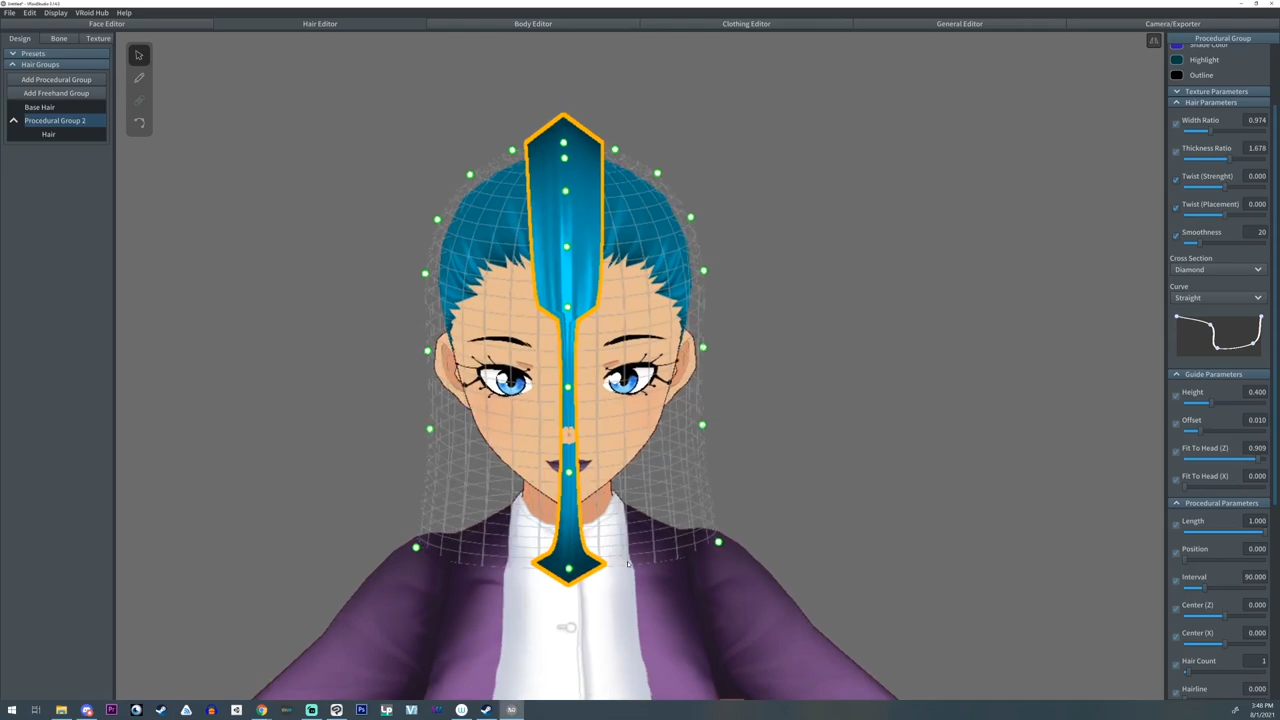 File Edit Display VRoid Hub Help
Face Editor Hair Editor Body Editor Clothing Editor General Editor Camera/Exporter
Design Bone Texture
Presets
Hair Groups
Add Procedural Group
Add Freehand Group
Base Hair
Procedural Group 2
Hair
Procedural Group
Shade Color
Highlight
Outline
Texture Parameters
Hair Parameters
Width Ratio 0.974
Thickness Ratio 1.678
Twist (Strenght) 0.000
Twist (Placement) 0.000
Smoothness 20
Cross Section
Diamond
Curve
Straight
Guide Parameters
Height 0.400
Offset 0.010
Fit To Head (Z) 0.909
Fit To Head (X) 0.000
Procedural Parameters
Length 1.000
Position 0.000
Interval 90.000
Center (Z) 0.000
Center (X) 0.000
Hair Count 1
Hairline 0.000
3:48 PM
8/1/2021